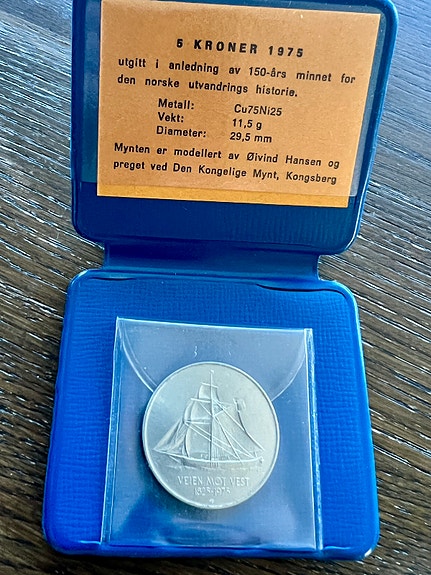 5 KRONER 1975
utgitt i anledning av 150-års minnet for
den norske utvandrings historie.
Metall: Cu75Ni25
Vekt: 11,5 g
Diameter: 29,5 mm
Mynten er modellert av Øivind Hansen og
preget ved Den Kongelige Mynt, Kongsberg
VEIEN MOT VEST
1825-1975